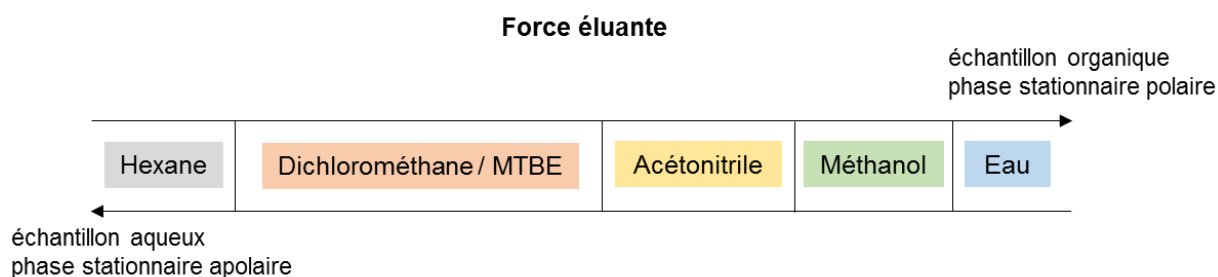 Force éluante
échantillon organique
phase stationnaire polaire
Hexane Dichlorométhane / MTBE Acétonitrile Méthanol Eau
échantillon aqueux
phase stationnaire apolaire